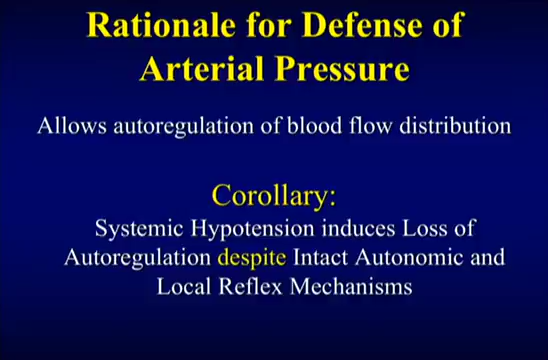 Rationale for Defense of
Arterial Pressure
Allows autoregulation of blood flow distribution
Corollary:
Systemic Hypotension induces Loss of
Autoregulation despite Intact Autonomic and
Local Reflex Mechanisms